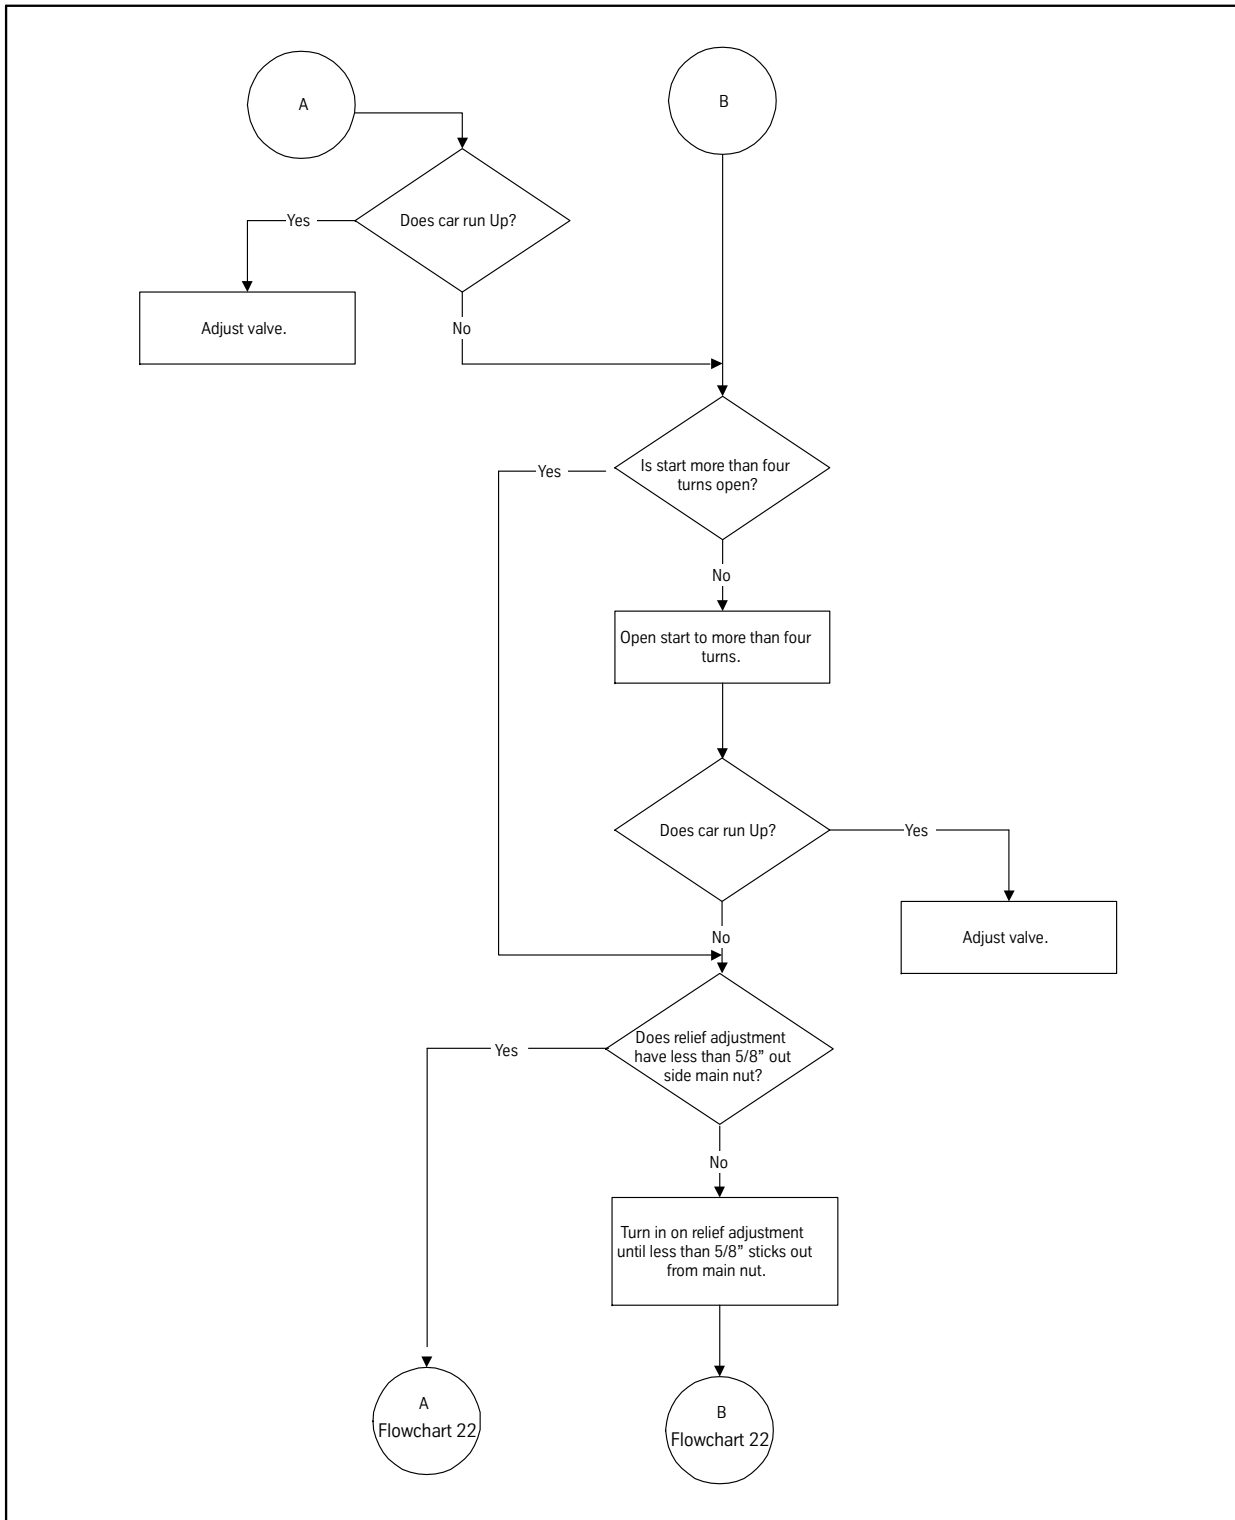 A
B
Does car run Up?
Yes
Adjust valve.
No
Is start more than four
turns open?
Yes
No
Open start to more than four
turns.
Does car run Up?
Yes
Adjust valve.
No
Does relief adjustment
have less than 5/8” out
side main nut?
Yes
No
Turn in on relief adjustment
until less than 5/8” sticks out
from main nut.
A
Flowchart 22
B
Flowchart 22